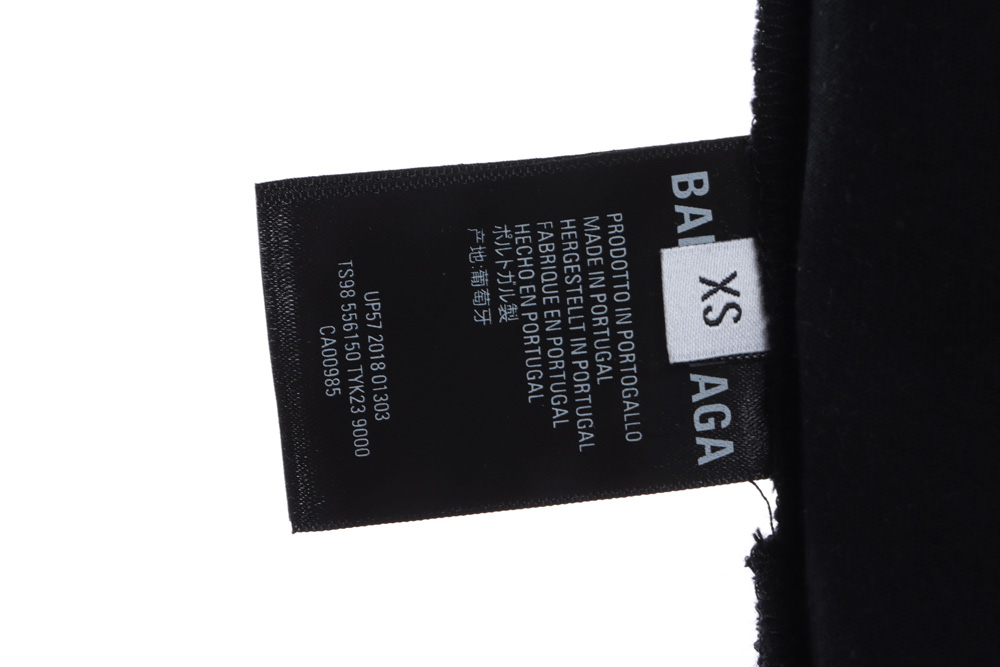 BAL AGA
XS
PRODOTTO IN PORTOGALLO
MADE IN PORTUGAL
HERGESTELLT IN PORTUGAL
FABRIQUE EN PORTUGAL
HECHO EN PORTUGAL
ポルトガル製
产地:葡萄牙
UP57 2018 01303
TS98 556150 TYK23 9000
CA00985